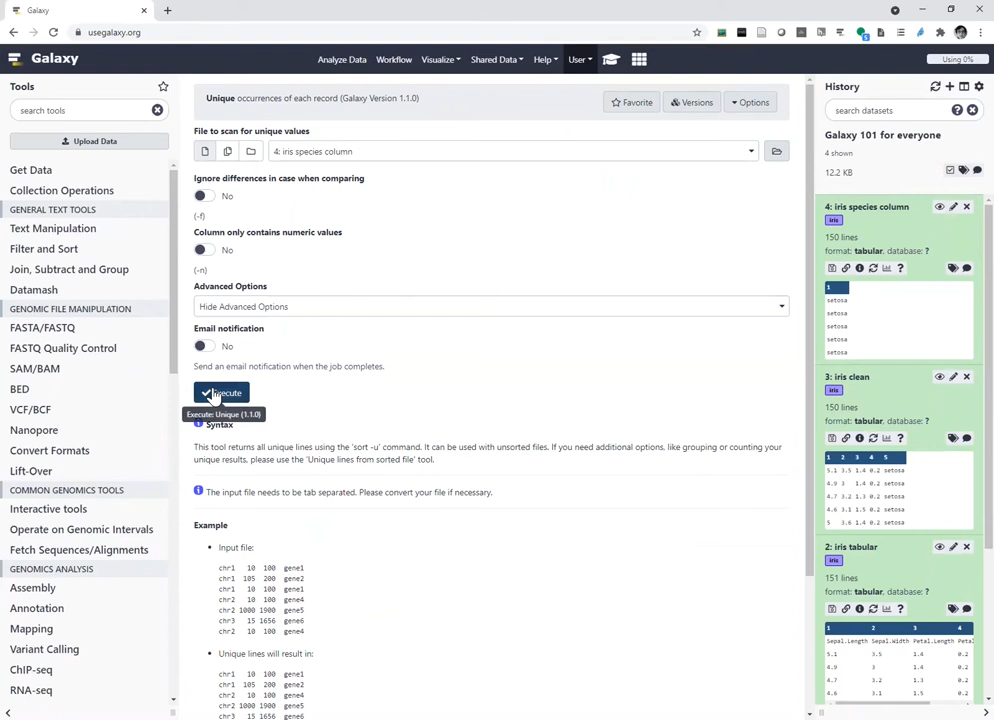 Galaxy
usegalaxy.org
Galaxy
Analyze Data Workflow Visualize Shared Data Help User
Using 0%
Tools
search tools
Upload Data
Get Data
Collection Operations
GENERAL TEXT TOOLS
Text Manipulation
Filter and Sort
Join, Subtract and Group
Datamash
GENOMIC FILE MANIPULATION
FASTA/FASTQ
FASTQ Quality Control
SAM/BAM
BED
VCF/BCF
Nanopore
Convert Formats
Lift-Over
COMMON GENOMICS TOOLS
Interactive tools
Operate on Genomic Intervals
Fetch Sequences/Alignments
GENOMICS ANALYSIS
Assembly
Annotation
Mapping
Variant Calling
ChIP-seq
RNA-seq
Unique occurrences of each record (Galaxy Version 1.1.0)
Favorite Versions Options
File to scan for unique values
4: iris species column
Ignore differences in case when comparing
No
(-f)
Column only contains numeric values
No
(-n)
Advanced Options
Hide Advanced Options
Email notification
No
Send an email notification when the job completes.
Execute
Execute: Unique (1.1.0)
Syntax
This tool returns all unique lines using the 'sort -u' command. It can be used with unsorted files. If you need additional options, like grouping or counting your
unique results, please use the 'Unique lines from sorted file' tool.
The input file needs to be tab separated. Please convert your file if necessary.
Example
Input file:
chr1 10 100 gene1
chr1 105 200 gene2
chr1 10 100 gene1
chr2 10 100 gene4
chr2 1000 1900 gene5
chr3 15 1656 gene6
chr2 10 100 gene4
Unique lines will result in:
chr1 10 100 gene1
chr1 105 200 gene2
chr2 10 100 gene4
chr2 1000 1900 gene5
chr3 15 1656 gene6
History
search datasets
Galaxy 101 for everyone
4 shown
12.2 KB
4: iris species column
iris
150 lines
format: tabular, database: ?
1
setosa
setosa
setosa
setosa
setosa
3: iris clean
iris
150 lines
format: tabular, database: ?
1 2 3 4 5
5.1 3.5 1.4 0.2 setosa
4.9 3 1.4 0.2 setosa
4.7 3.2 1.3 0.2 setosa
4.6 3.1 1.5 0.2 setosa
5 3.6 1.4 0.2 setosa
2: iris tabular
iris
151 lines
format: tabular, database: ?
1 2 3 4
Sepal.Length Sepal.Width Petal.Length Petal
5.1 3.5 1.4 0.2
4.9 3 1.4 0.2
4.7 3.2 1.3 0.2
4.6 3.1 1.5 0.2